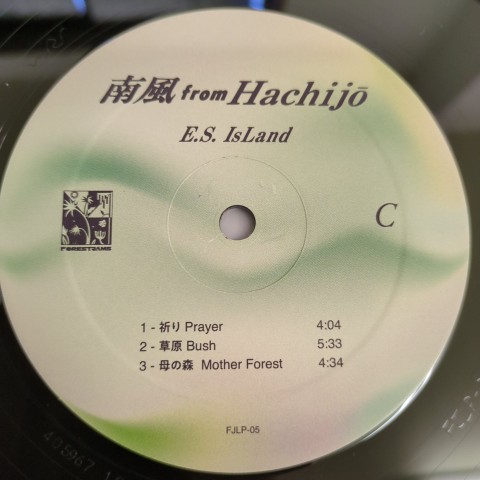 南風 from Hachijō
E.S. IsLand
FORESTJAMS
C
1 - 祈り Prayer 4:04
2 - 草原 Bush 5:33
3 - 母の森 Mother Forest 4:34
FJLP-05